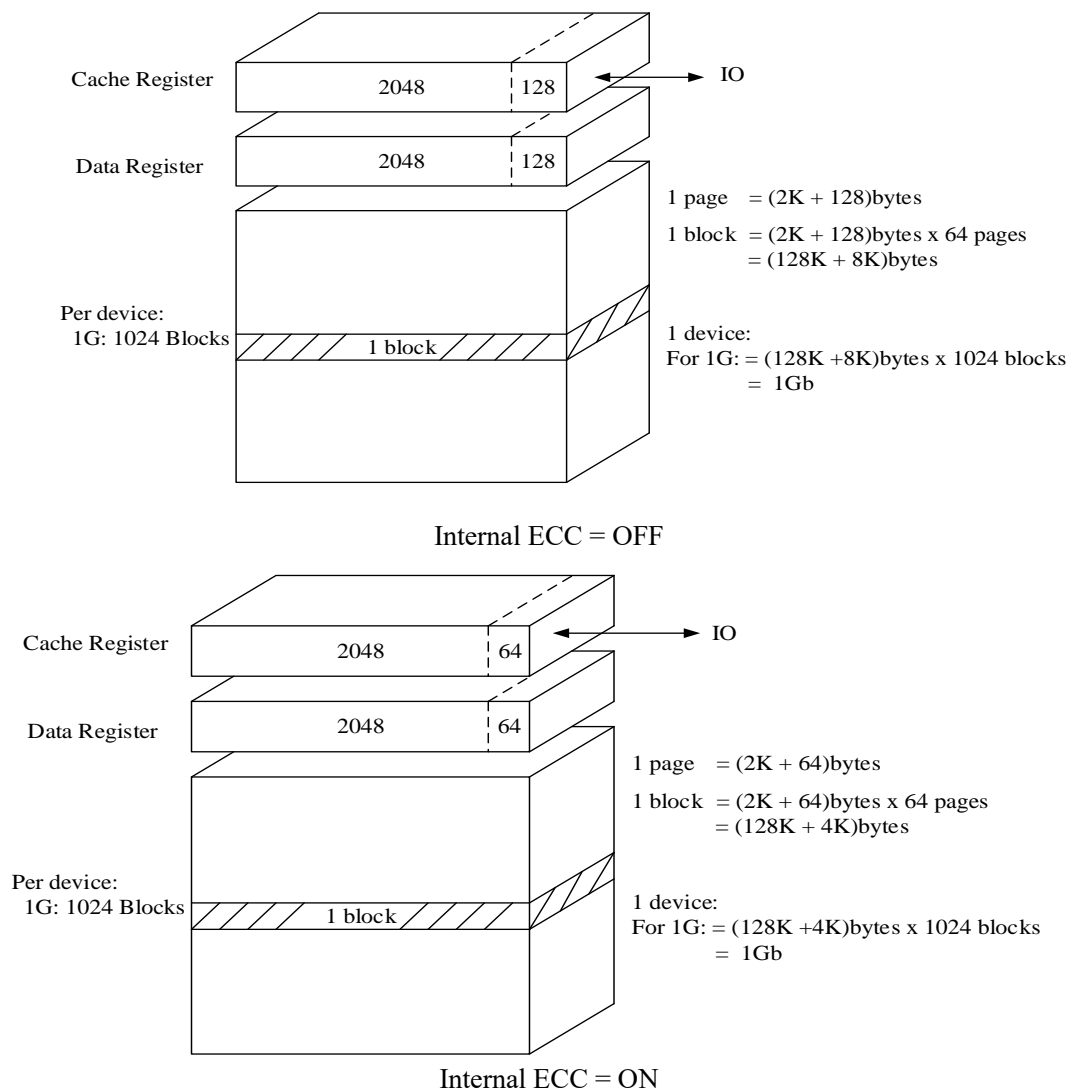 Cache Register
2048
128
IO
Data Register
2048
128
1 page = (2K + 128)bytes
1 block = (2K + 128)bytes x 64 pages
= (128K + 8K)bytes
Per device:
1G: 1024 Blocks
1 block
1 device:
For 1G: = (128K +8K)bytes x 1024 blocks
= 1Gb
Internal ECC = OFF
Cache Register
2048
64
IO
Data Register
2048
64
1 page = (2K + 64)bytes
1 block = (2K + 64)bytes x 64 pages
= (128K + 4K)bytes
Per device:
1G: 1024 Blocks
1 block
1 device:
For 1G: = (128K +4K)bytes x 1024 blocks
= 1Gb
Internal ECC = ON